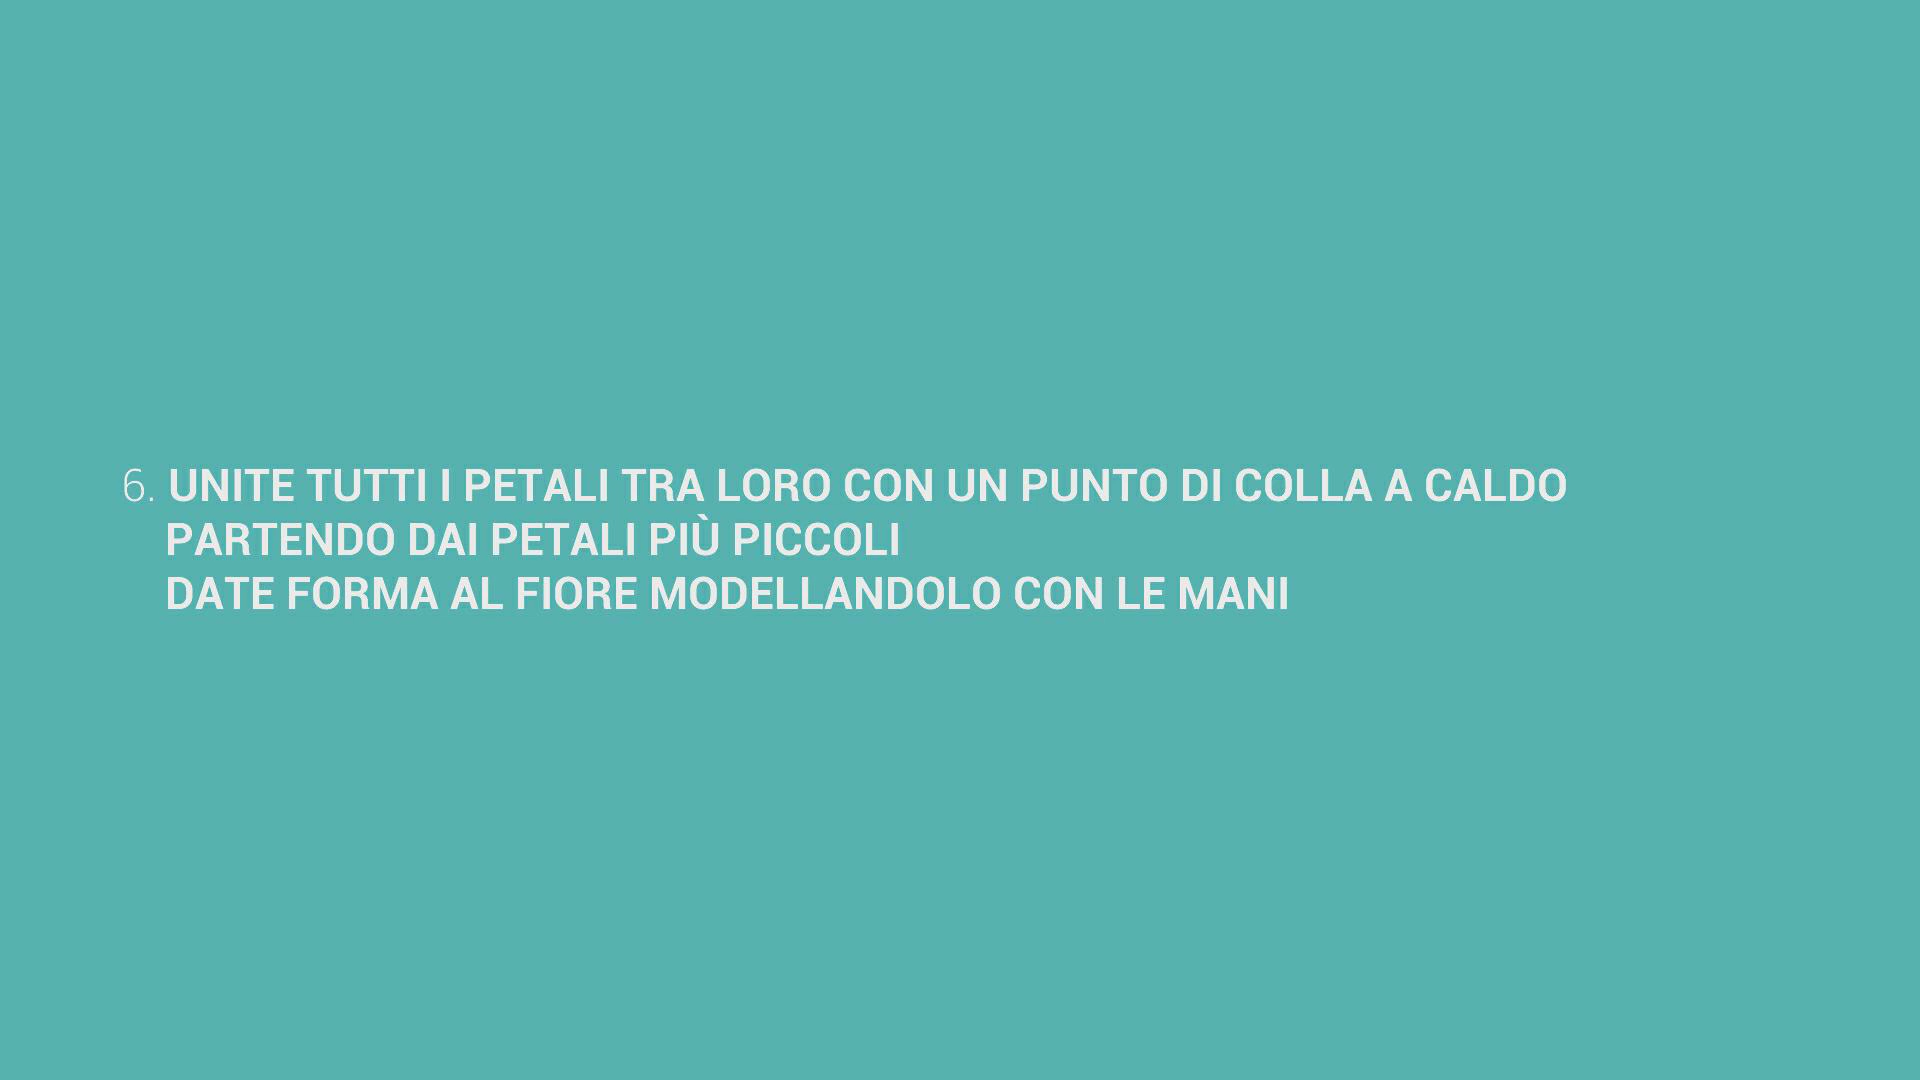 6. UNITE TUTTI I PETALI TRA LORO CON UN PUNTO DI COLLA A CALDO
PARTENDO DAI PETALI PIÙ PICCOLI
DATE FORMA AL FIORE MODELLANDOLO CON LE MANI